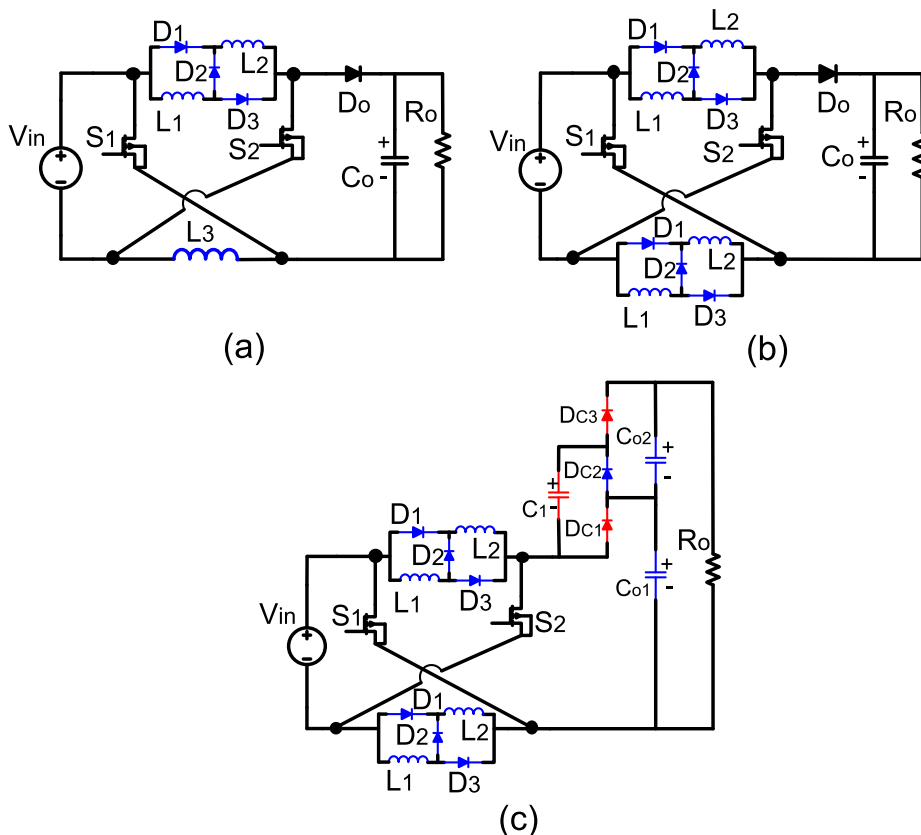 D1
L2
D2
L1
D3
Do
Ro
Vin
S1
S2
+
Co
-
L3
(a)
D1
L2
D2
L1
D3
Do
Ro
Vin
S1
S2
+
Co
-
D1
D2
L2
L1
D3
(b)
DC3
Co2
+
-
DC2
+
C1
-
DC1
D1
L2
D2
L1
D3
Ro
Co1
+
-
Vin
S1
S2
D1
D2
L2
L1
D3
(c)